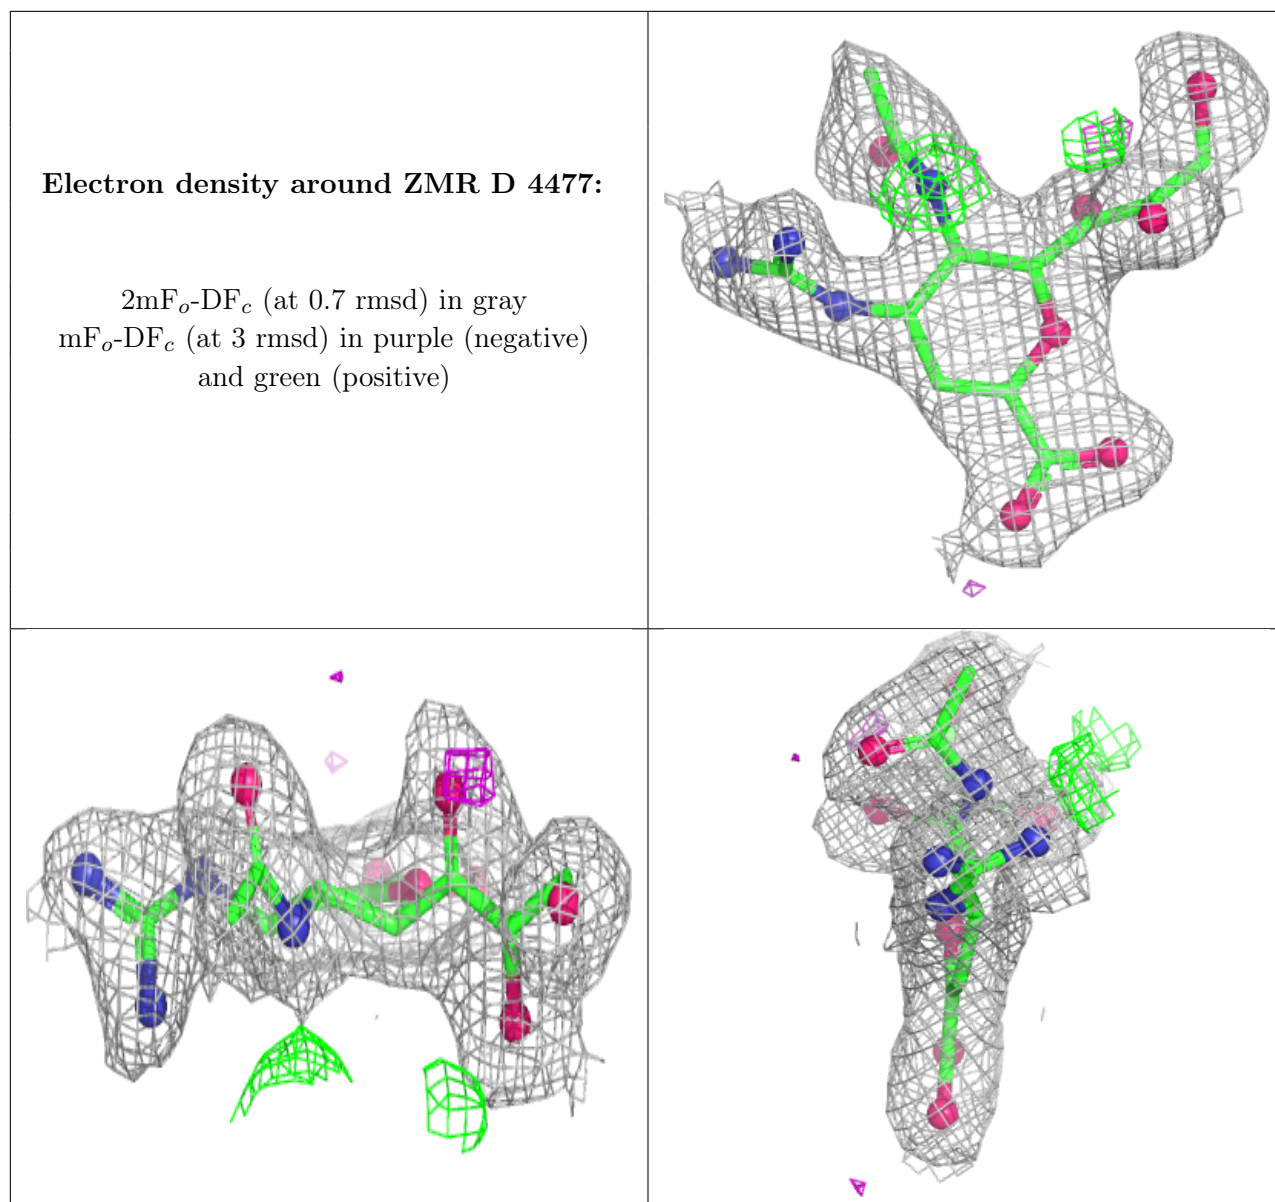 Electron density around ZMR D 4477:
2mFₒ-DF𝒸 (at 0.7 rmsd) in gray
mFₒ-DF𝒸 (at 3 rmsd) in purple (negative)
and green (positive)